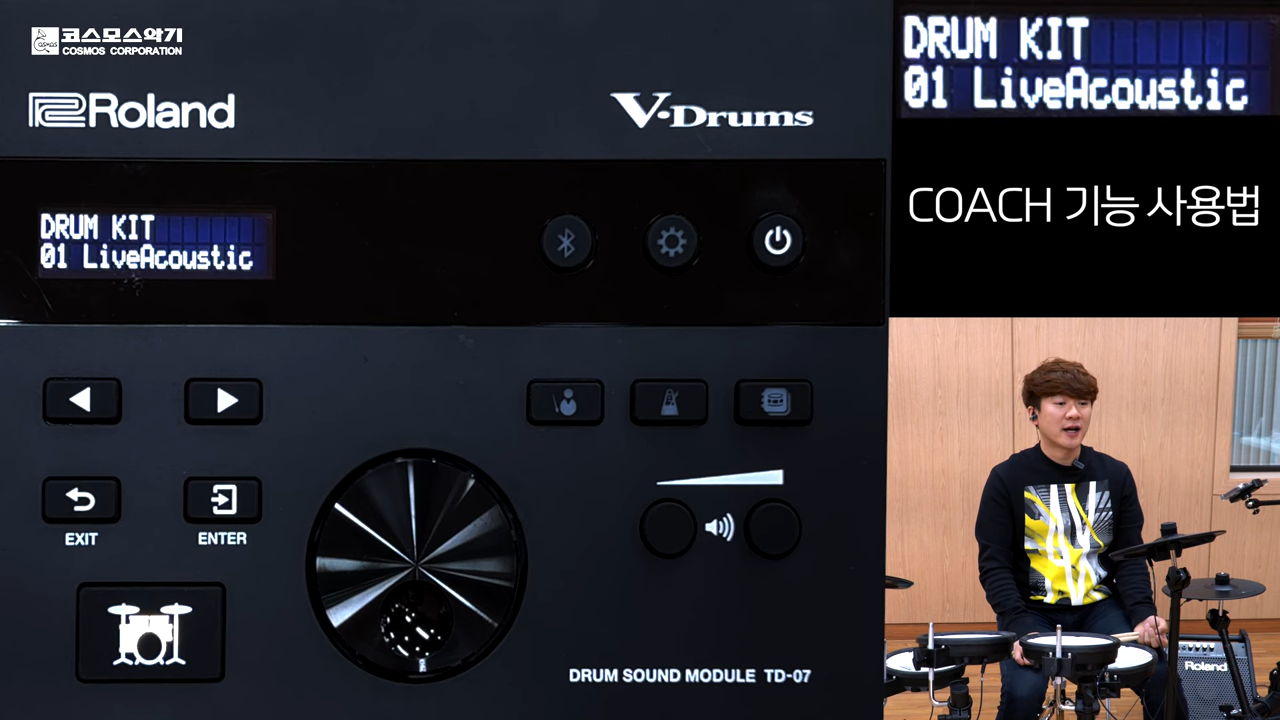 코스모스악기
COSMOS CORPORATION
Roland
V-Drums
DRUM KIT
01 LiveAcoustic
EXIT
ENTER
DRUM SOUND MODULE TD-07
DRUM KIT
01 LiveAcoustic
COACH 기능 사용법
Roland